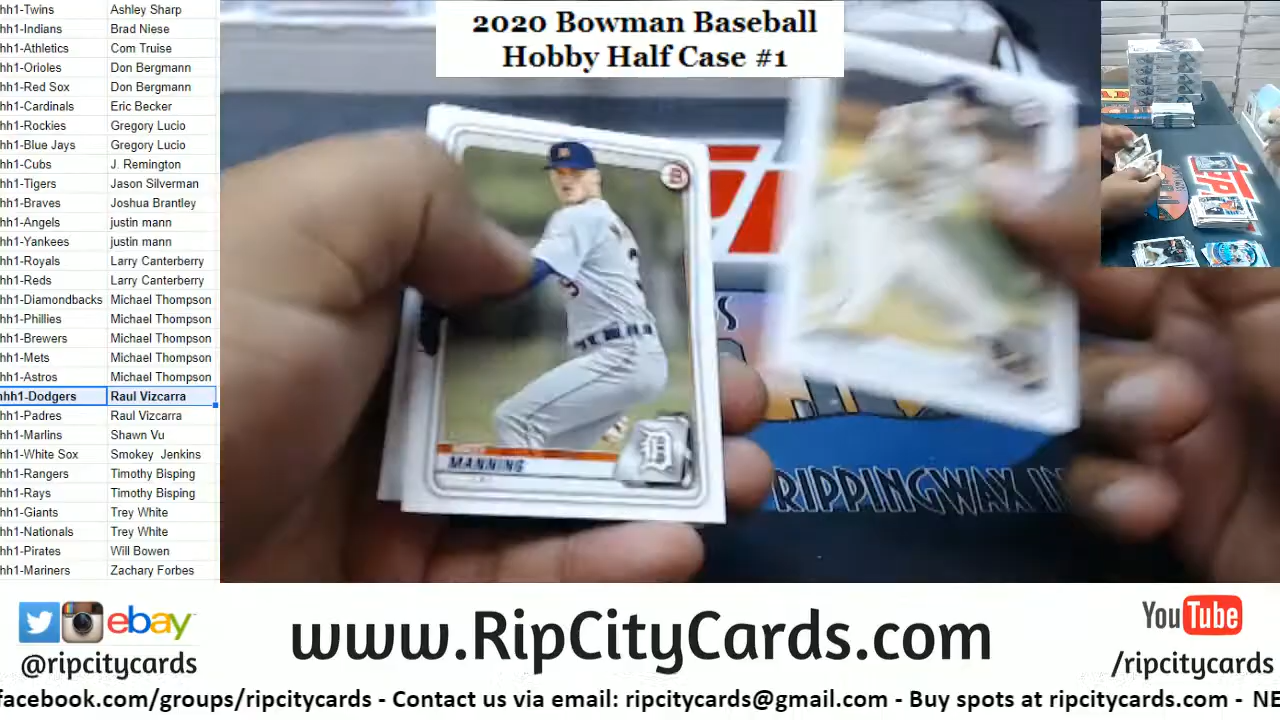 2020 Bowman Baseball
Hobby Half Case #1
hh1-Twins Ashley Sharp
hh1-Indians Brad Niese
hh1-Athletics Com Truise
hh1-Orioles Don Bergmann
hh1-Red Sox Don Bergmann
hh1-Cardinals Eric Becker
hh1-Rockies Gregory Lucio
hh1-Blue Jays Gregory Lucio
hh1-Cubs J. Remington
hh1-Tigers Jason Silverman
hh1-Braves Joshua Brantley
hh1-Angels justin mann
hh1-Yankees justin mann
hh1-Royals Larry Canterberry
hh1-Reds Larry Canterberry
hh1-Diamondbacks Michael Thompson
hh1-Phillies Michael Thompson
hh1-Brewers Michael Thompson
hh1-Mets Michael Thompson
hh1-Astros Michael Thompson
hh1-Dodgers Raul Vizcarra
hh1-Padres Raul Vizcarra
hh1-Marlins Shawn Vu
hh1-White Sox Smokey Jenkins
hh1-Rangers Timothy Bisping
hh1-Rays Timothy Bisping
hh1-Giants Trey White
hh1-Nationals Trey White
hh1-Pirates Will Bowen
hh1-Mariners Zachary Forbes
B
MANNING
D
RIPPINGWAX
ebay
@ripcitycards
www.RipCityCards.com
YouTube
/ripcitycards
facebook.com/groups/ripcitycards - Contact us via email: ripcitycards@gmail.com - Buy spots at ripcitycards.com - NE